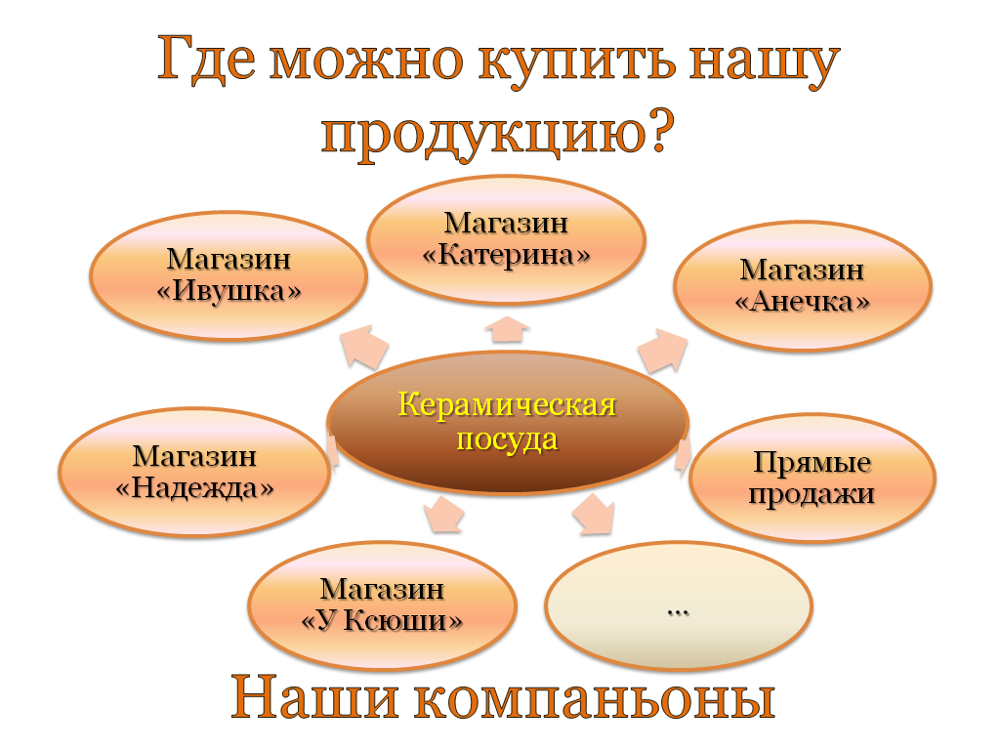 Где можно купить нашу
продукцию?
Магазин
«Ивушка»
Магазин
«Катерина»
Магазин
«Анечка»
Керамическая
посуда
Магазин
«Надежда»
Прямые
продажи
Магазин
«У Ксюши»
...
Наши компаньоны